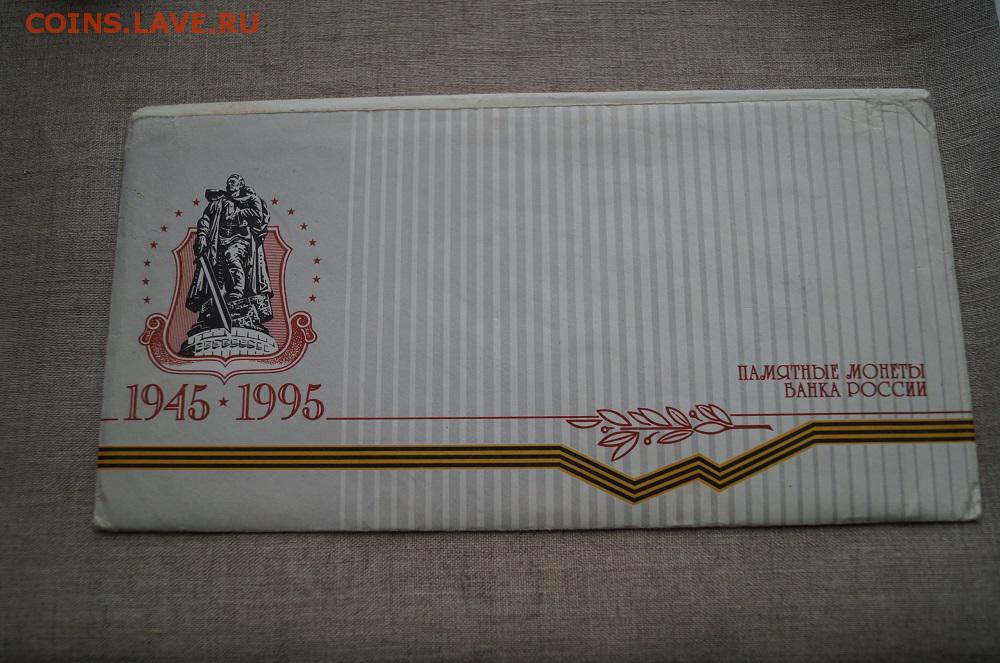 COINS.LAVE.RU
1945 ★ 1995
ПАМЯТНЫЕ МОНЕТЫ
БАНКА РОССИИ